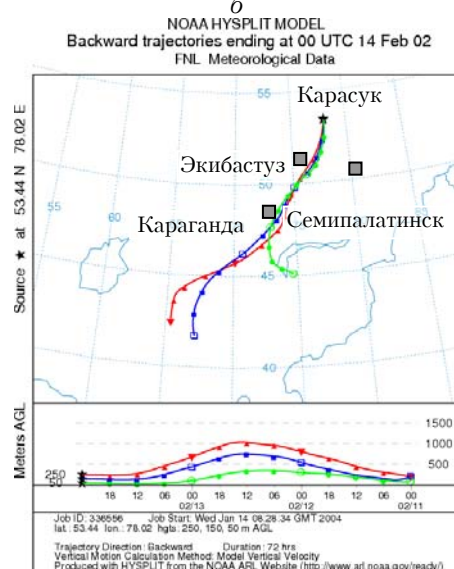 б
NOAA HYSPLIT MODEL
Backward trajectories ending at 00 UTC 14 Feb 02
FNL Meteorological Data
Source ★ at 53.44 N 78.02 E
55
Карасук
Экибастуз
50
Караганда
Семипалатинск
55
60
65
45
75
80
40
Meters AGL
1500
1000
500
250
50
18 12 06 00 18 12 06 00 18 12 06 00
02/13 02/12 02/11
Job ID: 336556 Job Start: Wed Jan 14 08:28:34 GMT 2004
lat.: 53.44 lon.: 78.02 hgts: 250, 150, 50 m AGL
Trajectory Direction: Backward Duration: 72 hrs
Vertical Motion Calculation Method: Model Vertical Velocity
Produced with HYSPLIT from the NOAA ARL Website (http://www.arl.noaa.gov/ready/)